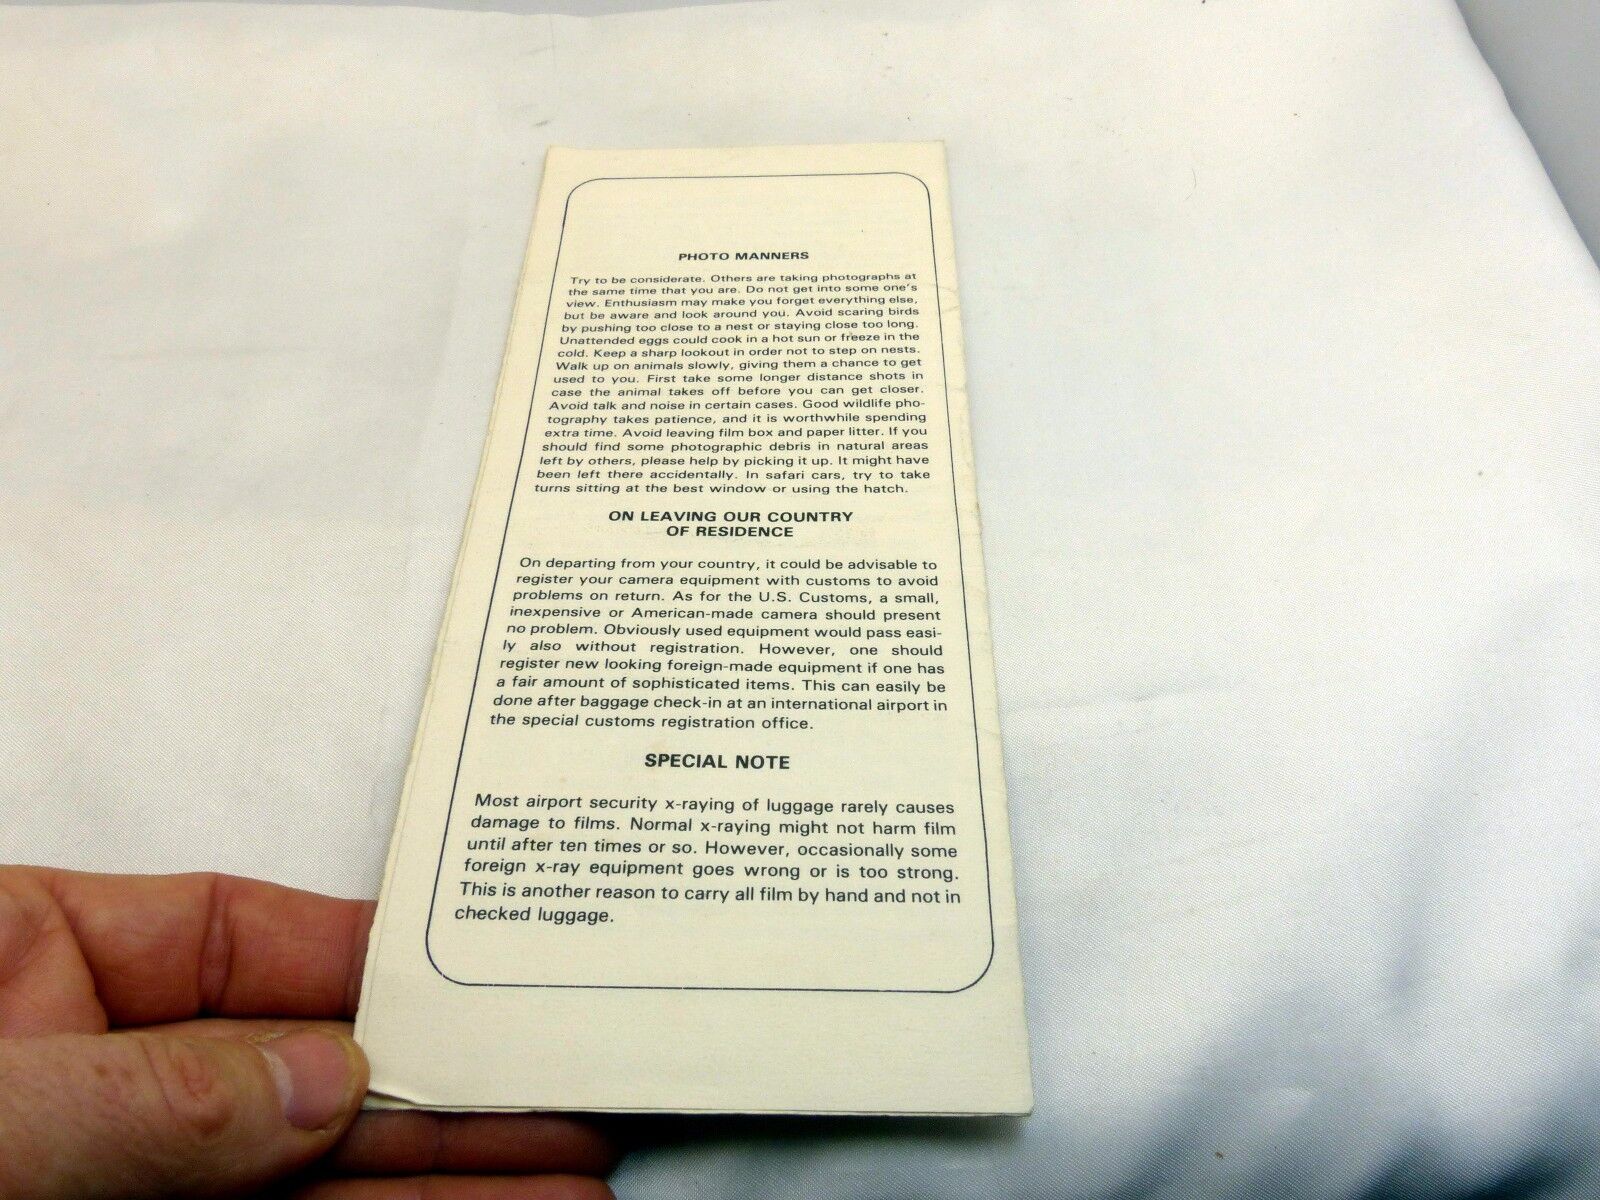 PHOTO MANNERS
Try to be considerate. Others are taking photographs at
the same time that you are. Do not get into some one's
view. Enthusiasm may make you forget everything else,
but be aware and look around you. Avoid scaring birds
by pushing too close to a nest or staying close too long.
Unattended eggs could cook in a hot sun or freeze in the
cold. Keep a sharp lookout in order not to step on nests.
Walk up on animals slowly, giving them a chance to get
used to you. First take some longer distance shots in
case the animal takes off before you can get closer.
Avoid talk and noise in certain cases. Good wildlife pho-
tography takes patience, and it is worthwhile spending
extra time. Avoid leaving film box and paper litter. If you
should find some photographic debris in natural areas
left by others, please help by picking it up. It might have
been left there accidentally. In safari cars, try to take
turns sitting at the best window or using the hatch.
ON LEAVING OUR COUNTRY
OF RESIDENCE
On departing from your country, it could be advisable to
register your camera equipment with customs to avoid
problems on return. As for the U.S. Customs, a small,
inexpensive or American-made camera should present
no problem. Obviously used equipment would pass easi-
ly also without registration. However, one should
register new looking foreign-made equipment if one has
a fair amount of sophisticated items. This can easily be
done after baggage check-in at an international airport in
the special customs registration office.
SPECIAL NOTE
Most airport security x-raying of luggage rarely causes
damage to films. Normal x-raying might not harm film
until after ten times or so. However, occasionally some
foreign x-ray equipment goes wrong or is too strong.
This is another reason to carry all film by hand and not in
checked luggage.